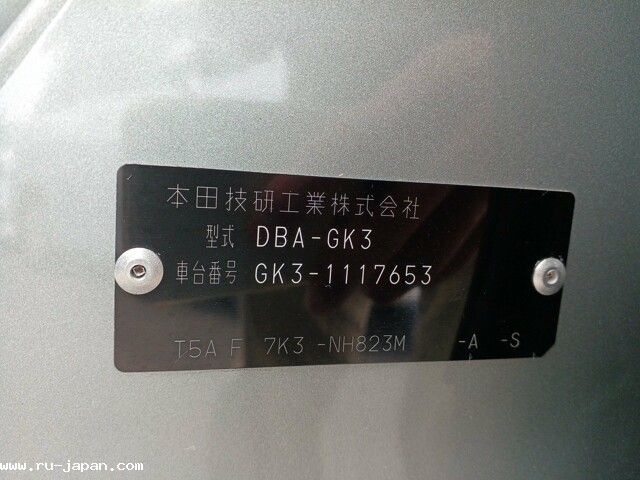 本田技研工業株式会社
型式 DBA-GK3
車台番号 GK3-1117653
T5A F 7K3 -NH823M -A -S
www.ru-japan.com